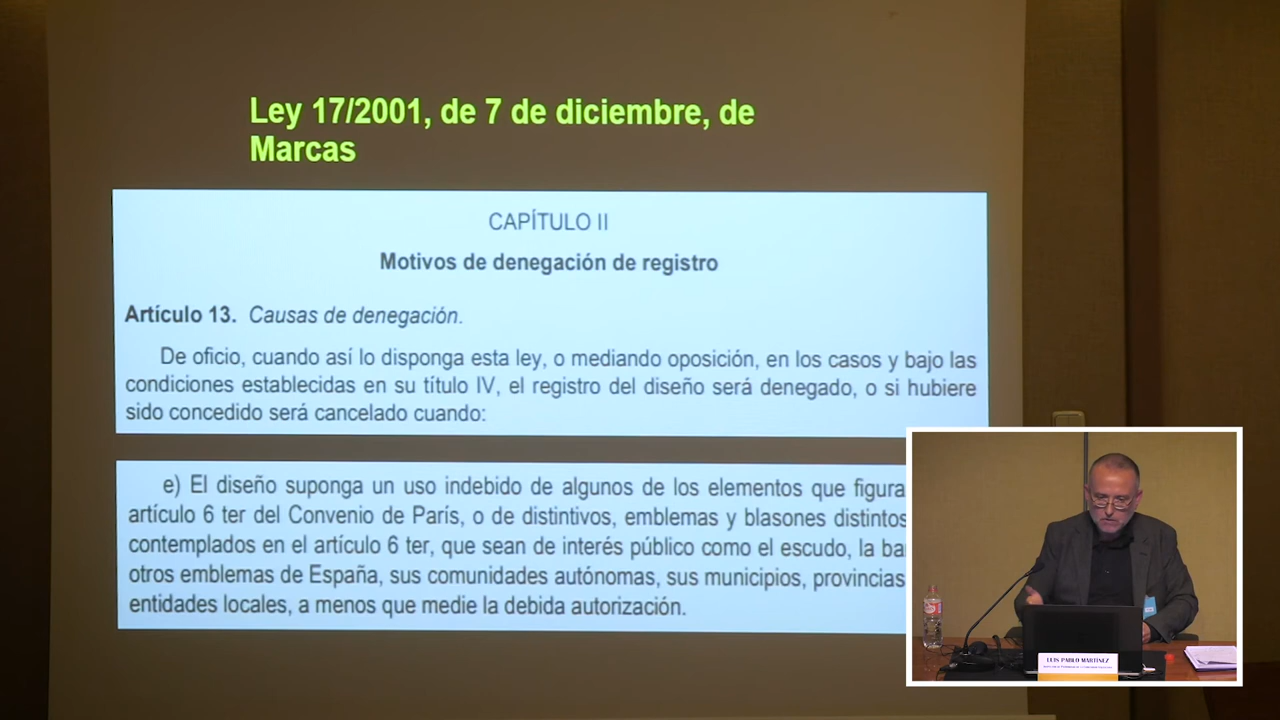 Ley 17/2001, de 7 de diciembre, de
Marcas
CAPÍTULO II
Motivos de denegación de registro
Artículo 13. Causas de denegación.
De oficio, cuando así lo disponga esta ley, o mediando oposición, en los casos y bajo las
condiciones establecidas en su título IV, el registro del diseño será denegado, o si hubiere
sido concedido será cancelado cuando:
e) El diseño suponga un uso indebido de algunos de los elementos que figura
artículo 6 ter del Convenio de París, o de distintivos, emblemas y blasones distintos
contemplados en el artículo 6 ter, que sean de interés público como el escudo, la ba
otros emblemas de España, sus comunidades autónomas, sus municipios, provincias
entidades locales, a menos que medie la debida autorización.
LUIS PABLO MARTÍNEZ